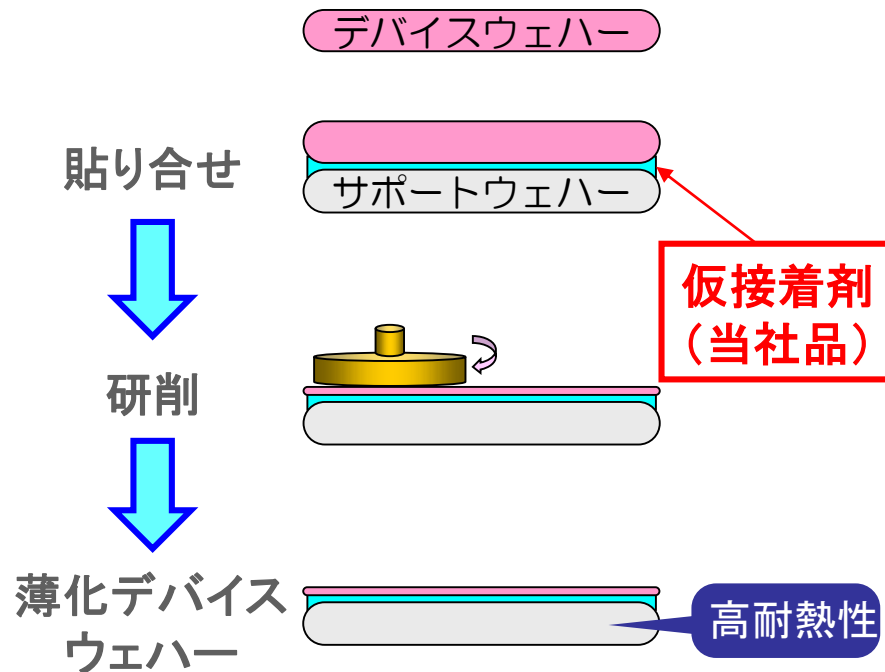 デバイスウェハー
貼り合せ
サポートウェハー
仮接着剤
（当社品）
研削
薄化デバイス
ウェハー
高耐熱性